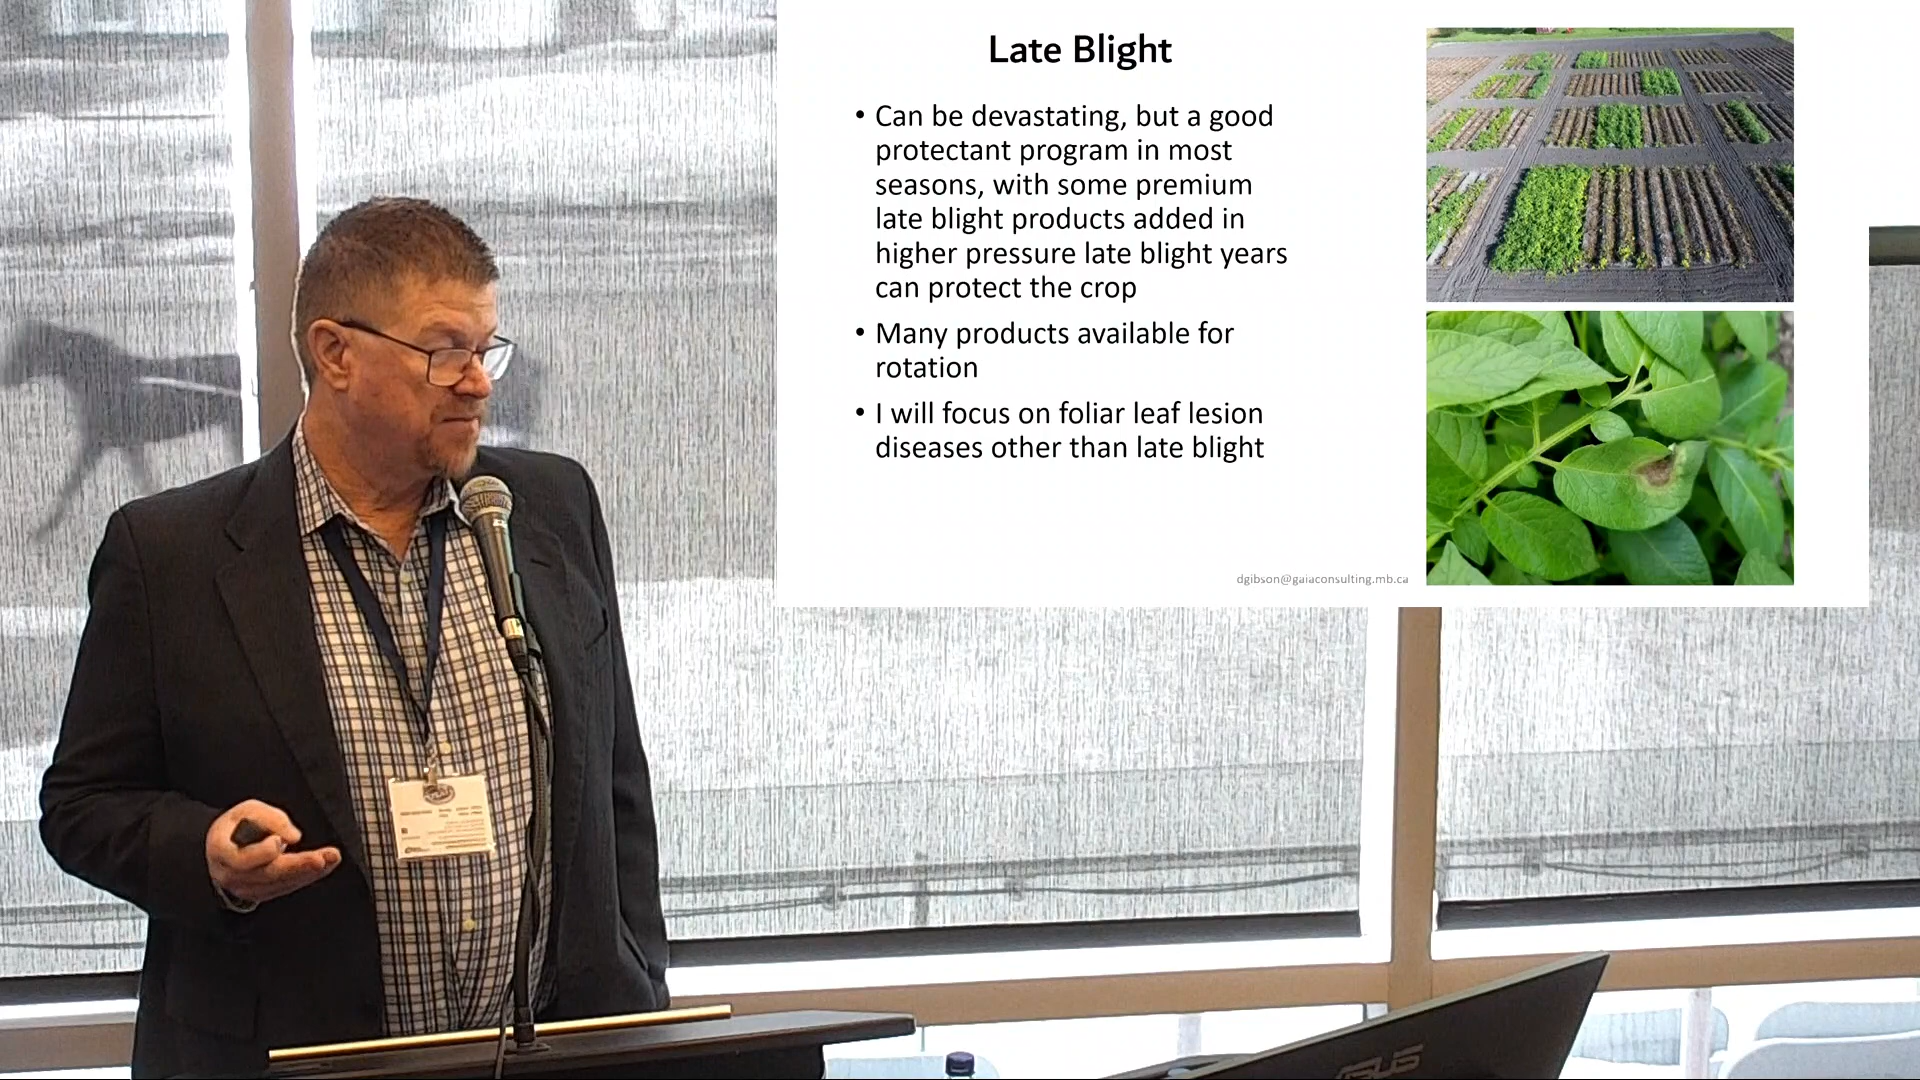 Late Blight
• Can be devastating, but a good
protectant program in most
seasons, with some premium
late blight products added in
higher pressure late blight years
can protect the crop
• Many products available for
rotation
• I will focus on foliar leaf lesion
diseases other than late blight
dgibson@gaiaconsulting.mb.ca
ASUS